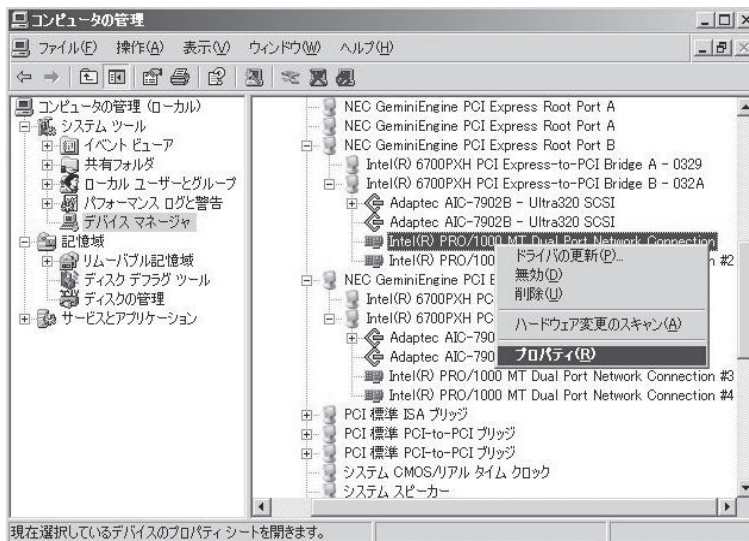 コンピュータの管理
ファイル(F) 操作(A) 表示(V) ウィンドウ(W) ヘルプ(H)
コンピュータの管理 (ローカル)
システム ツール
イベント ビューア
共有フォルダ
ローカル ユーザーとグループ
パフォーマンス ログと警告
デバイス マネージャ
記憶域
リムーバブル記憶域
ディスク デフラグ ツール
ディスクの管理
サービスとアプリケーション
NEC GeminiEngine PCI Express Root Port A
NEC GeminiEngine PCI Express Root Port A
NEC GeminiEngine PCI Express Root Port B
Intel(R) 6700PXH PCI Express-to-PCI Bridge A - 0329
Intel(R) 6700PXH PCI Express-to-PCI Bridge B - 032A
Adaptec AIC-7902B - Ultra320 SCSI
Adaptec AIC-7902B - Ultra320 SCSI
Intel(R) PRO/1000 MT Dual Port Network Connection
Intel(R) PRO/1000 #2
NEC GeminiEngine PCI
Intel(R) 6700PXH
Intel(R) 6700PXH
Adaptec
Adaptec
Intel(R) PRO/1000 MT Dual Port Network Connection #3
Intel(R) PRO/1000 MT Dual Port Network Connection #4
PCI 標準 ISA ブリッジ
PCI 標準 PCI-to-PCI ブリッジ
PCI 標準 PCI-to-PCI ブリッジ
システム CMOS/リアル タイム クロック
システム スピーカー
ドライバの更新(P)...
無効(D)
削除(U)
ハードウェア変更のスキャン(A)
プロパティ(R)
現在選択しているデバイスのプロパティ シートを開きます。